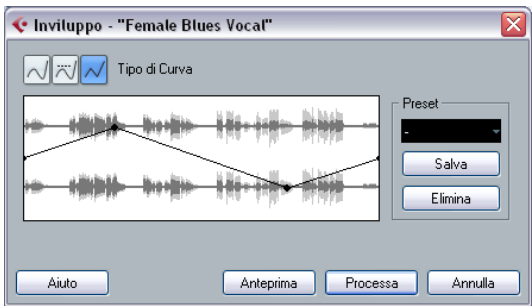 Inviluppo - "Female Blues Vocal"
Tipo di Curva
Preset
-
Salva
Elimina
Aiuto
Anteprima
Processa
Annulla